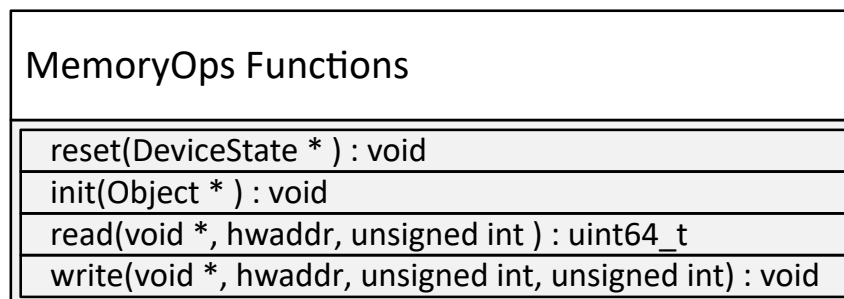 MemoryOps Functions
reset(DeviceState * ) : void
init(Object * ) : void
read(void *, hwaddr, unsigned int ) : uint64_t
write(void *, hwaddr, unsigned int, unsigned int) : void